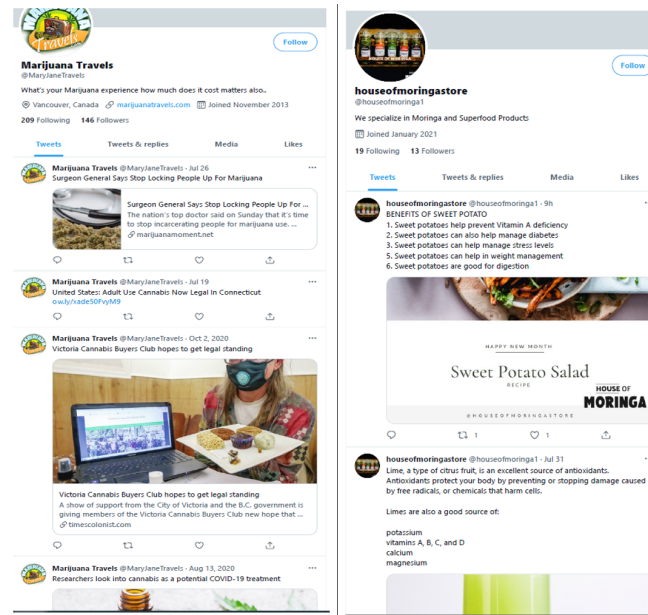 MARIJUANA
Travels
Follow
Marijuana Travels
@MaryJaneTravels
What's your Marijuana experience how much does it cost matters also..
Vancouver, Canada marijuanatravels.com Joined November 2013
209 Following 146 Followers
Tweets Tweets & replies Media Likes
Marijuana Travels @MaryJaneTravels · Jul 26
Surgeon General Says Stop Locking People Up For Marijuana
Surgeon General Says Stop Locking People Up For ...
The nation's top doctor said on Sunday that it's time
to stop incarcerating people for marijuana use. ...
marijuanamoment.net
Marijuana Travels @MaryJaneTravels · Jul 19
United States: Adult Use Cannabis Now Legal In Connecticut
ow.ly/xade50FvyM9
Marijuana Travels @MaryJaneTravels · Oct 2, 2020
Victoria Cannabis Buyers Club hopes to get legal standing
Victoria Cannabis Buyers Club hopes to get legal standing
A show of support from the City of Victoria and the B.C. government is
giving members of the Victoria Cannabis Buyers Club new hope that ...
timescolonist.com
Marijuana Travels @MaryJaneTravels · Aug 13, 2020
Researchers look into cannabis as a potential COVID-19 treatment
HOUSE OF MORINGA
Follow
houseofmoringastore
@houseofmoringa1
We specialize in Moringa and Superfood Products
Joined January 2021
19 Following 13 Followers
Tweets Tweets & replies Media Likes
houseofmoringastore @houseofmoringa1 · 9h
BENEFITS OF SWEET POTATO
1. Sweet potatoes help prevent Vitamin A deficiency
2. Sweet potatoes can also help manage diabetes
3. Sweet potatoes can help manage stress levels
5. Sweet potatoes can help in weight management
6. Sweet potatoes are good for digestion
HAPPY NEW MONTH
Sweet Potato Salad
RECIPE
HOUSE OF
MORINGA
@HOUSEOFMORINGASTORE
1 1
houseofmoringastore @houseofmoringa1 · Jul 31
Lime, a type of citrus fruit, is an excellent source of antioxidants.
Antioxidants protect your body by preventing or stopping damage caused
by free radicals, or chemicals that harm cells.
Limes are also a good source of:
potassium
vitamins A, B, C, and D
calcium
magnesium